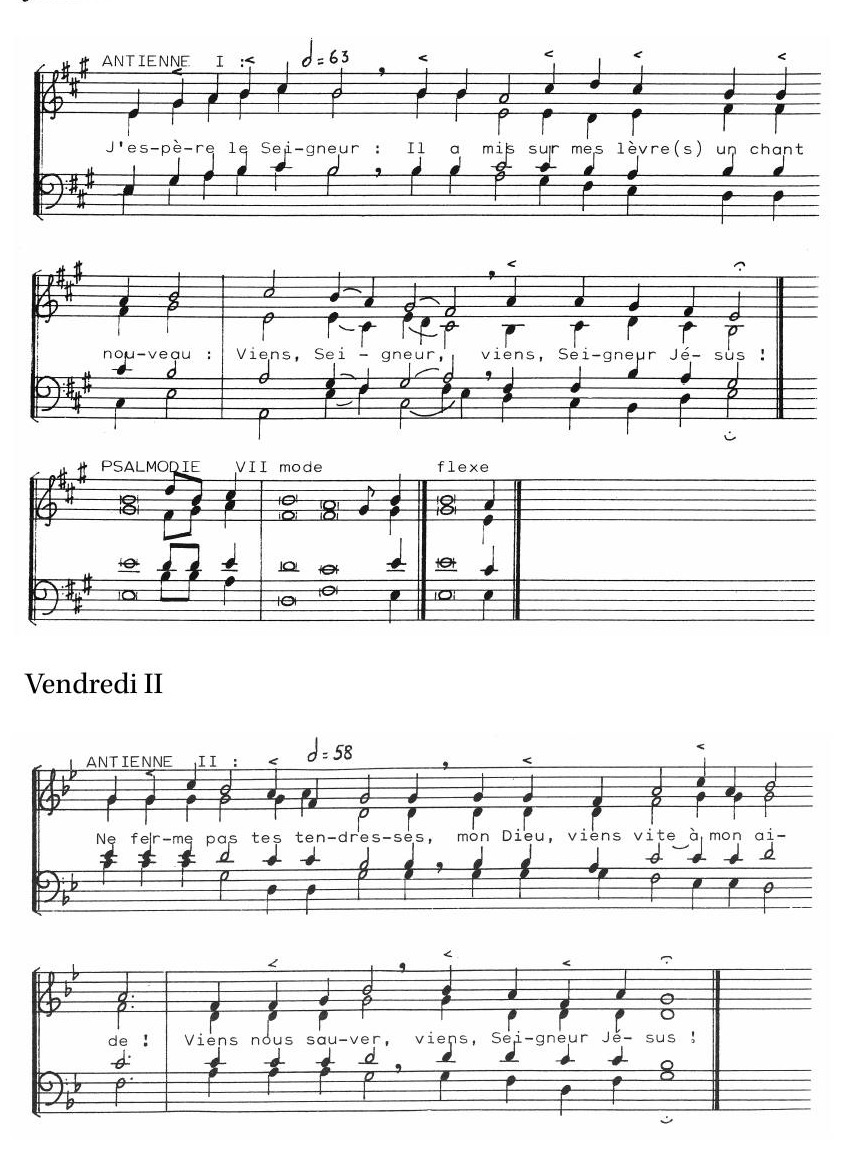 ANTIENNE I : 𝅗𝅥 = 63
J'es-pè-re le Sei-gneur : Il a mis sur mes lèvre(s) un chant
nou-veau : Viens, Sei - gneur, viens, Sei-gneur Jé- sus !
PSALMODIE VII mode flexe
Vendredi II
ANTIENNE II : 𝅗𝅥 = 58
Ne fer-me pas tes ten-dres-ses, mon Dieu, viens vite à mon ai-
de ! Viens nous sau-ver, viens, Sei-gneur Jé- sus !